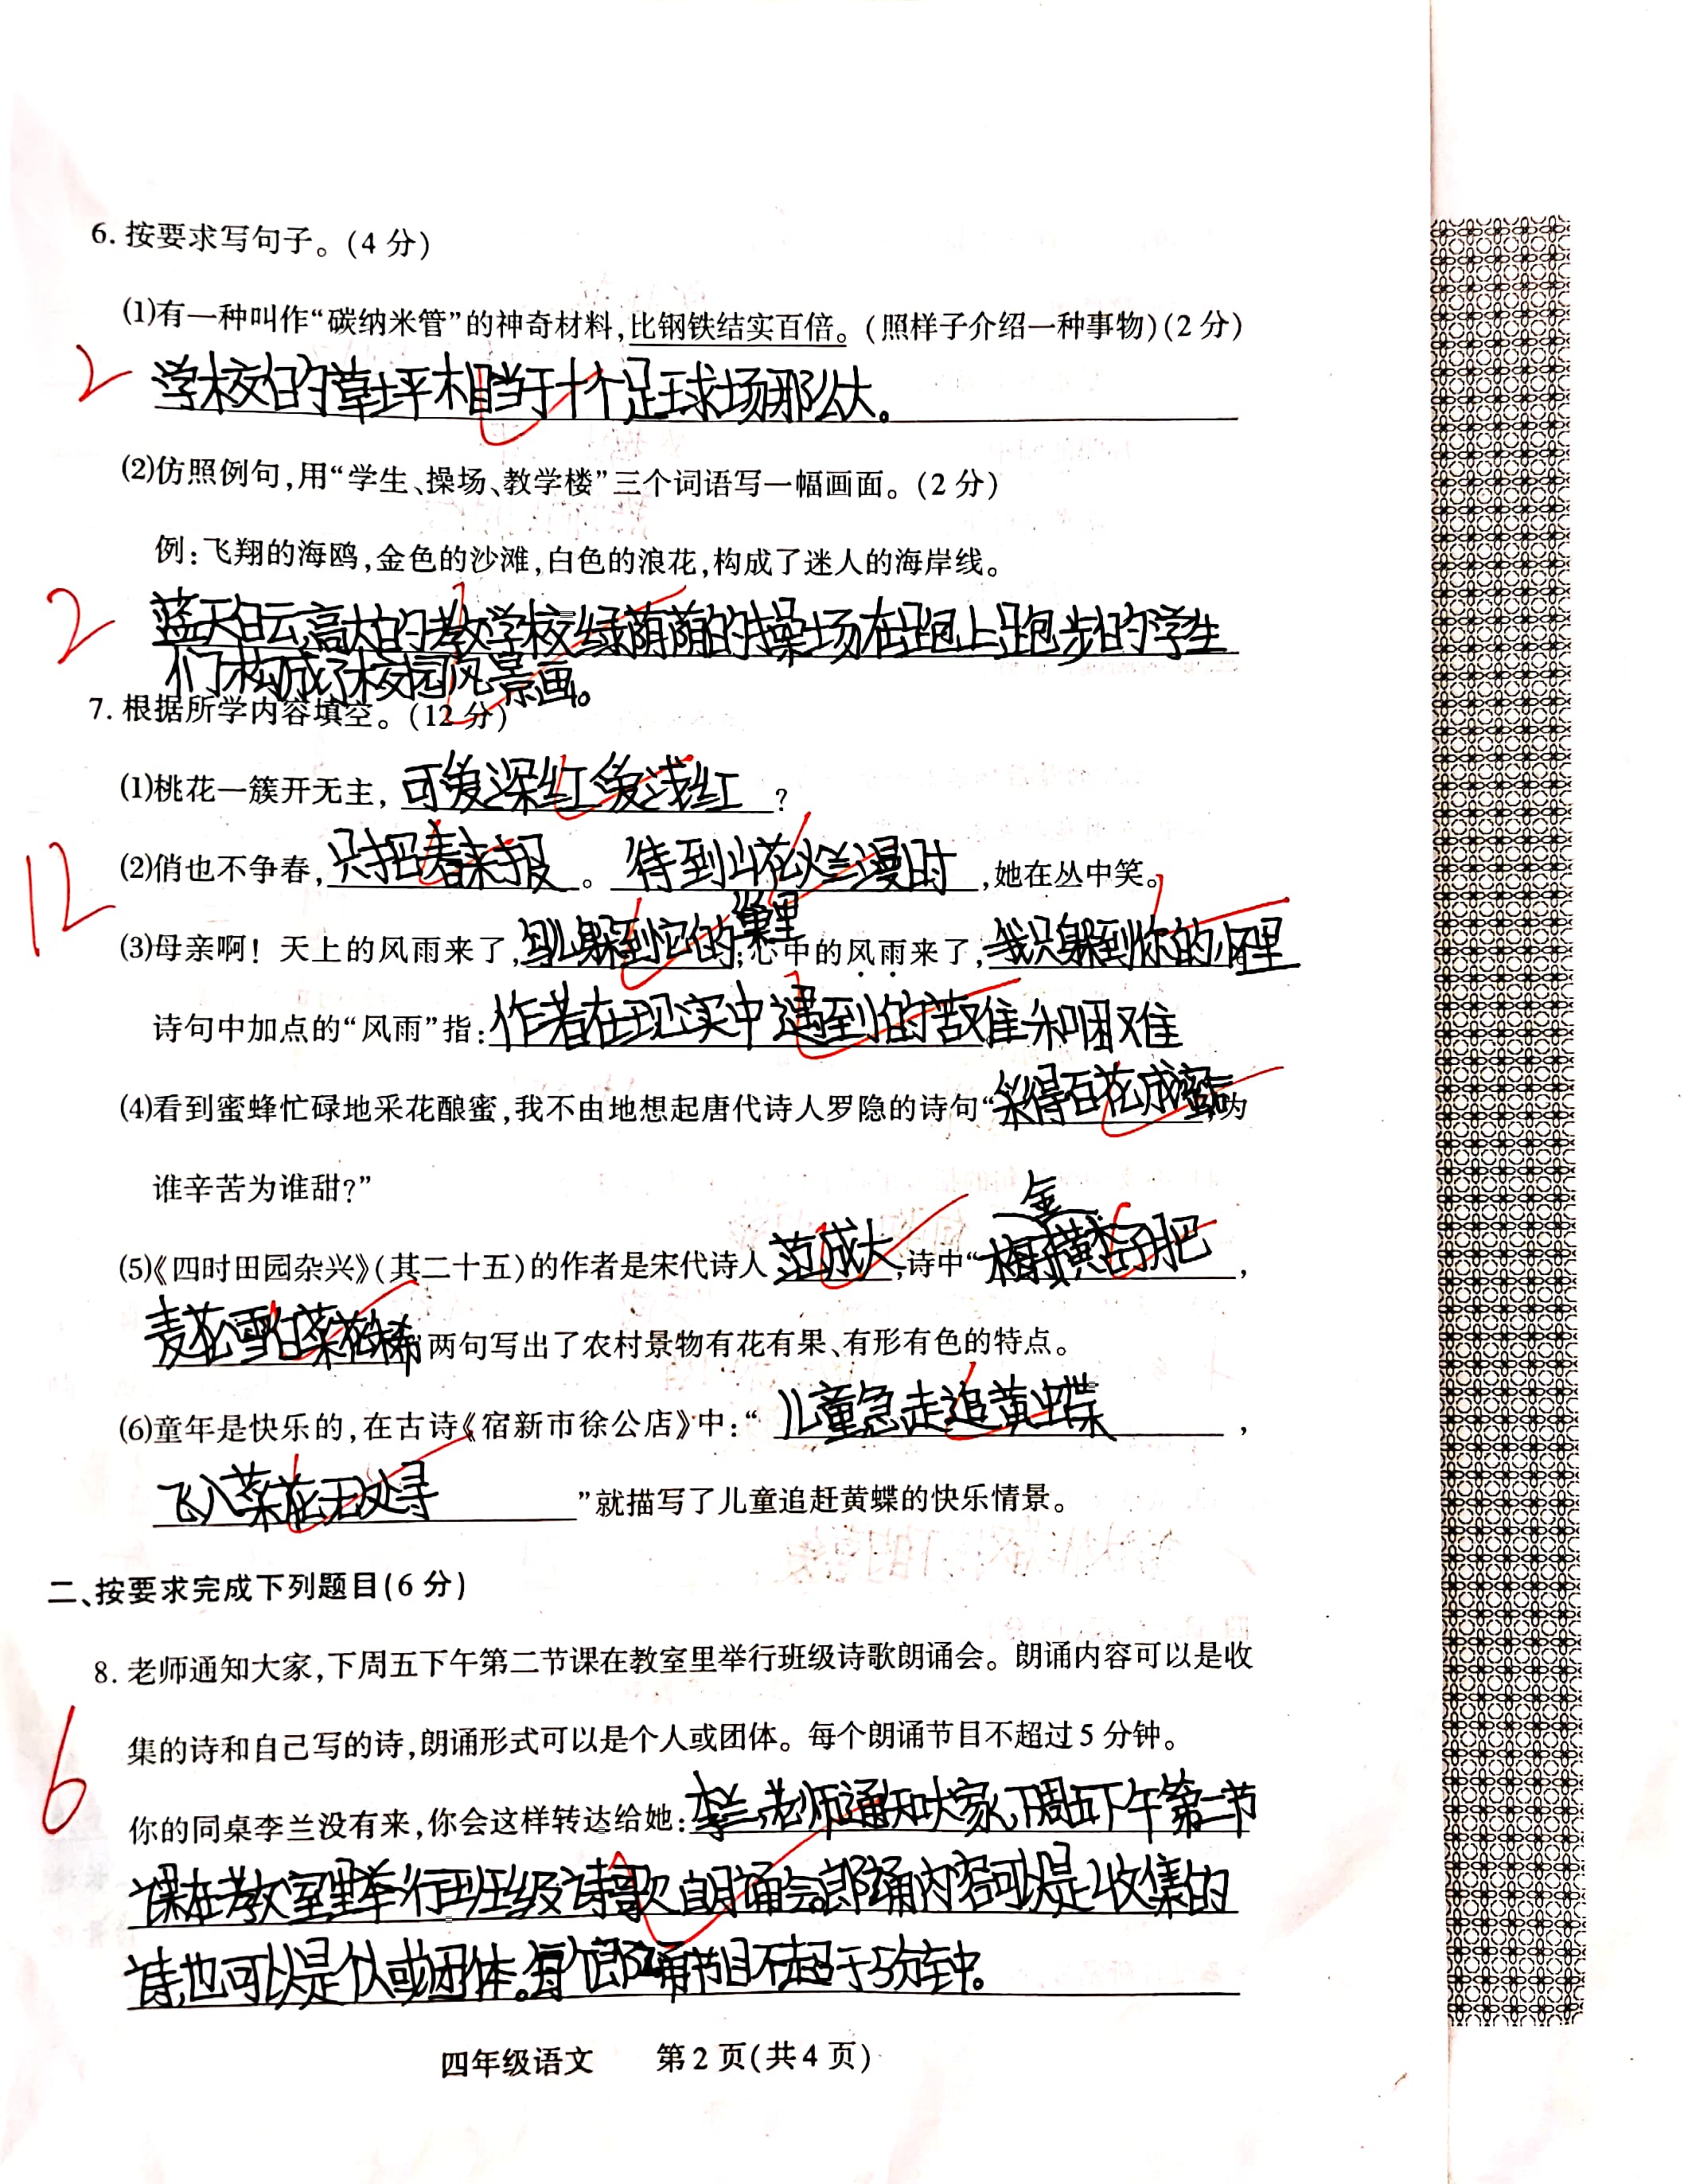 6. 按要求写句子。(4 分)
(1)有一种叫作“碳纳米管”的神奇材料,比钢铁结实百倍。(照样子介绍一种事物)(2 分)
2 学校的草坪相当于十个足球场那么大。
(2)仿照例句,用“学生、操场、教学楼”三个词语写一幅画面。(2 分)
例:飞翔的海鸥,金色的沙滩,白色的浪花,构成了迷人的海岸线。
2 蓝天白云,高大的教学校,绿荫荫的操场在跑上跑步的学生
们构成了校园风景画。
7. 根据所学内容填空。(12 分)
(1)桃花一簇开无主, 可爱深红爱浅红 ?
12 (2)俏也不争春, 只把春来报 。 待到山花烂漫时 ,她在丛中笑。
(3)母亲啊! 天上的风雨来了, 鸟儿躲到它的巢里 ;心中的风雨来了, 我只躲到你的怀里
诗句中加点的“风雨”指: 作者在现实中遇到的苦难和困难
(4)看到蜜蜂忙碌地采花酿蜜,我不由地想起唐代诗人罗隐的诗句“ 采得百花成蜜后 ,为
谁辛苦为谁甜?”
(5)《四时田园杂兴》(其二十五)的作者是宋代诗人 范成大 ,诗中“ 梅子金黄杏子肥 ,
麦花雪白菜花稀 ”两句写出了农村景物有花有果、有形有色的特点。
(6)童年是快乐的,在古诗《宿新市徐公店》中:“ 儿童急走追黄蝶 ,
飞入菜花无处寻 ”就描写了儿童追赶黄蝶的快乐情景。
二、按要求完成下列题目(6 分)
8. 老师通知大家,下周五下午第二节课在教室里举行班级诗歌朗诵会。朗诵内容可以是收
6 集的诗和自己写的诗,朗诵形式可以是个人或团体。每个朗诵节目不超过 5 分钟。
你的同桌李兰没有来,你会这样转达给她: 李兰,老师通知大家,下周五下午第二节
课在教室里举行班级诗歌朗诵会。郎诵内容可以是收集的
诗,也可以是个人或团体。每个郎诵节目不超于5分钟。
四年级语文 第 2 页(共 4 页)